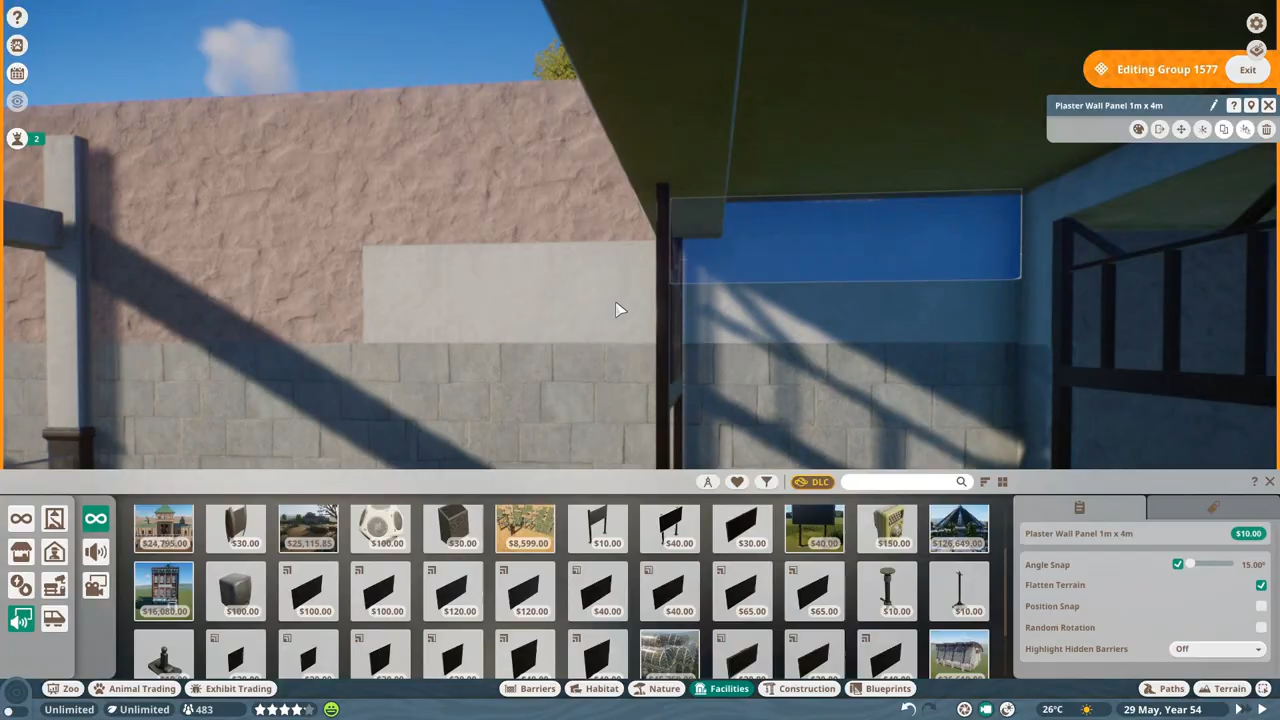 ?
Editing Group 1577
Exit
Plaster Wall Panel 1m x 4m
?
2
DLC
?
$24,795.00
$30.00
$25,115.85
$100.00
$30.00
$8,599.00
$10.00
$40.00
$30.00
$40.00
$150.00
$126,649.00
$16,080.00
$100.00
$100.00
$100.00
$120.00
$120.00
$40.00
$40.00
$65.00
$65.00
$10.00
$10.00
Plaster Wall Panel 1m x 4m
$10.00
Angle Snap
15.00°
Flatten Terrain
Position Snap
Random Rotation
Highlight Hidden Barriers
Off
Zoo
Animal Trading
Exhibit Trading
Barriers
Habitat
Nature
Facilities
Construction
Blueprints
Paths
Terrain
Unlimited
Unlimited
483
26°C
29 May, Year 54